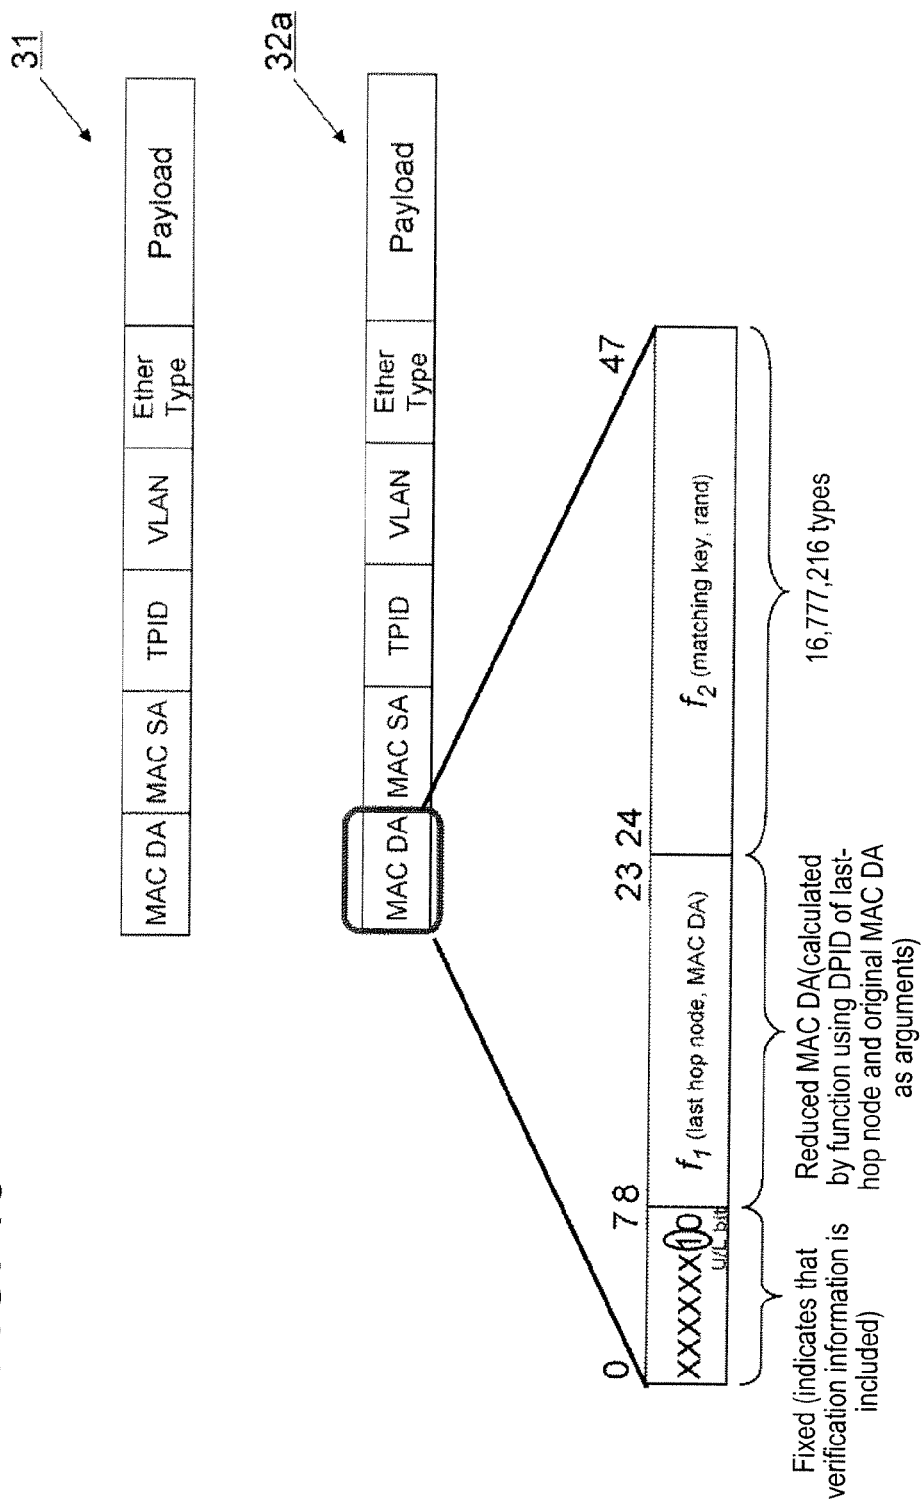 31
MAC DA MAC SA TPID VLAN Ether Type Payload
32a
MAC DA MAC SA TPID VLAN Ether Type Payload
0 7 8 23 24 47
XXXXXX10
U/L bit
f1 (last hop node, MAC DA)
f2 (matching key, rand)
Fixed (indicates that
verification information is
included)
Reduced MAC DA(calculated
by function using DPID of last-
hop node and original MAC DA
as arguments)
16,777,216 types